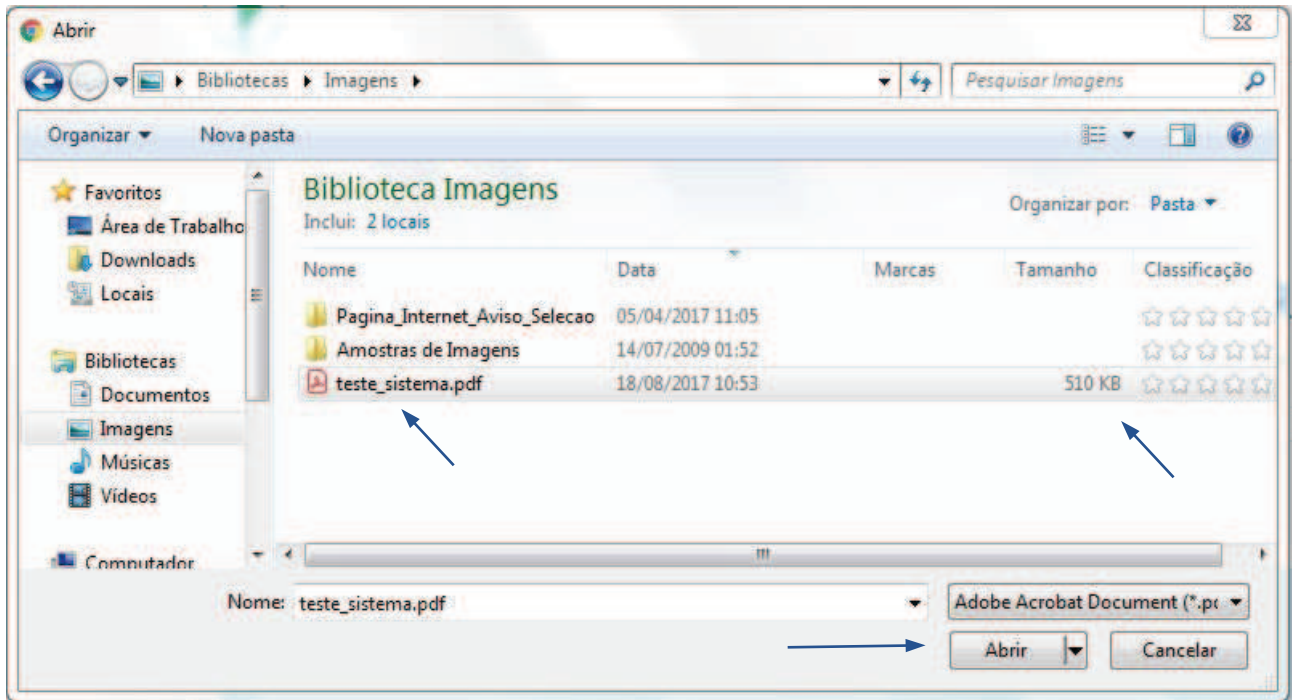 Abrir
Bibliotecas Imagens
Pesquisar Imagens
Organizar Nova pasta
Favoritos
Área de Trabalho
Downloads
Locais
Bibliotecas
Documentos
Imagens
Músicas
Vídeos
Computador
Biblioteca Imagens
Inclui: 2 locais
Organizar por: Pasta
Nome Data Marcas Tamanho Classificação
Pagina_Internet_Aviso_Selecao 05/04/2017 11:05
Amostras de Imagens 14/07/2009 01:52
teste_sistema.pdf 18/08/2017 10:53 510 KB
Nome: teste_sistema.pdf
Adobe Acrobat Document (*.pc
Abrir Cancelar